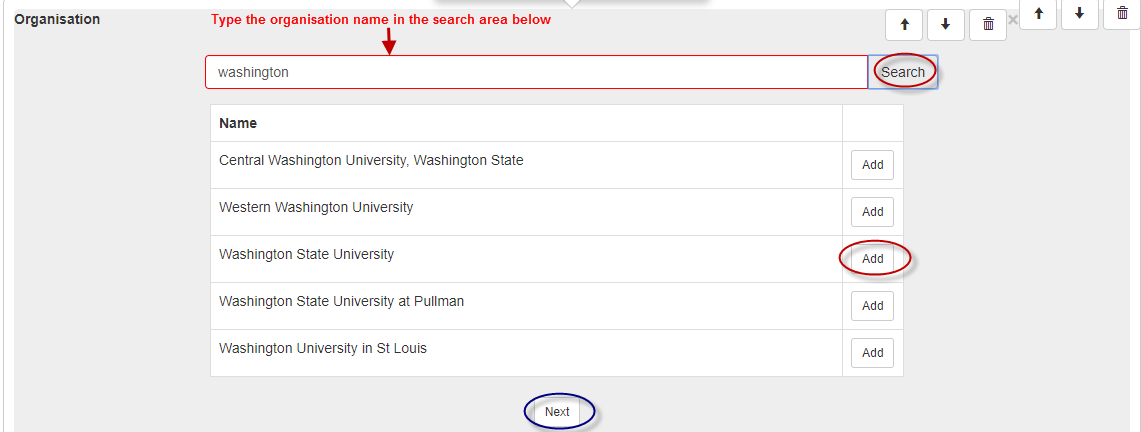 Organisation
Type the organisation name in the search area below
washington
Search
Name
Central Washington University, Washington State
Add
Western Washington University
Add
Washington State University
Add
Washington State University at Pullman
Add
Washington University in St Louis
Add
Next